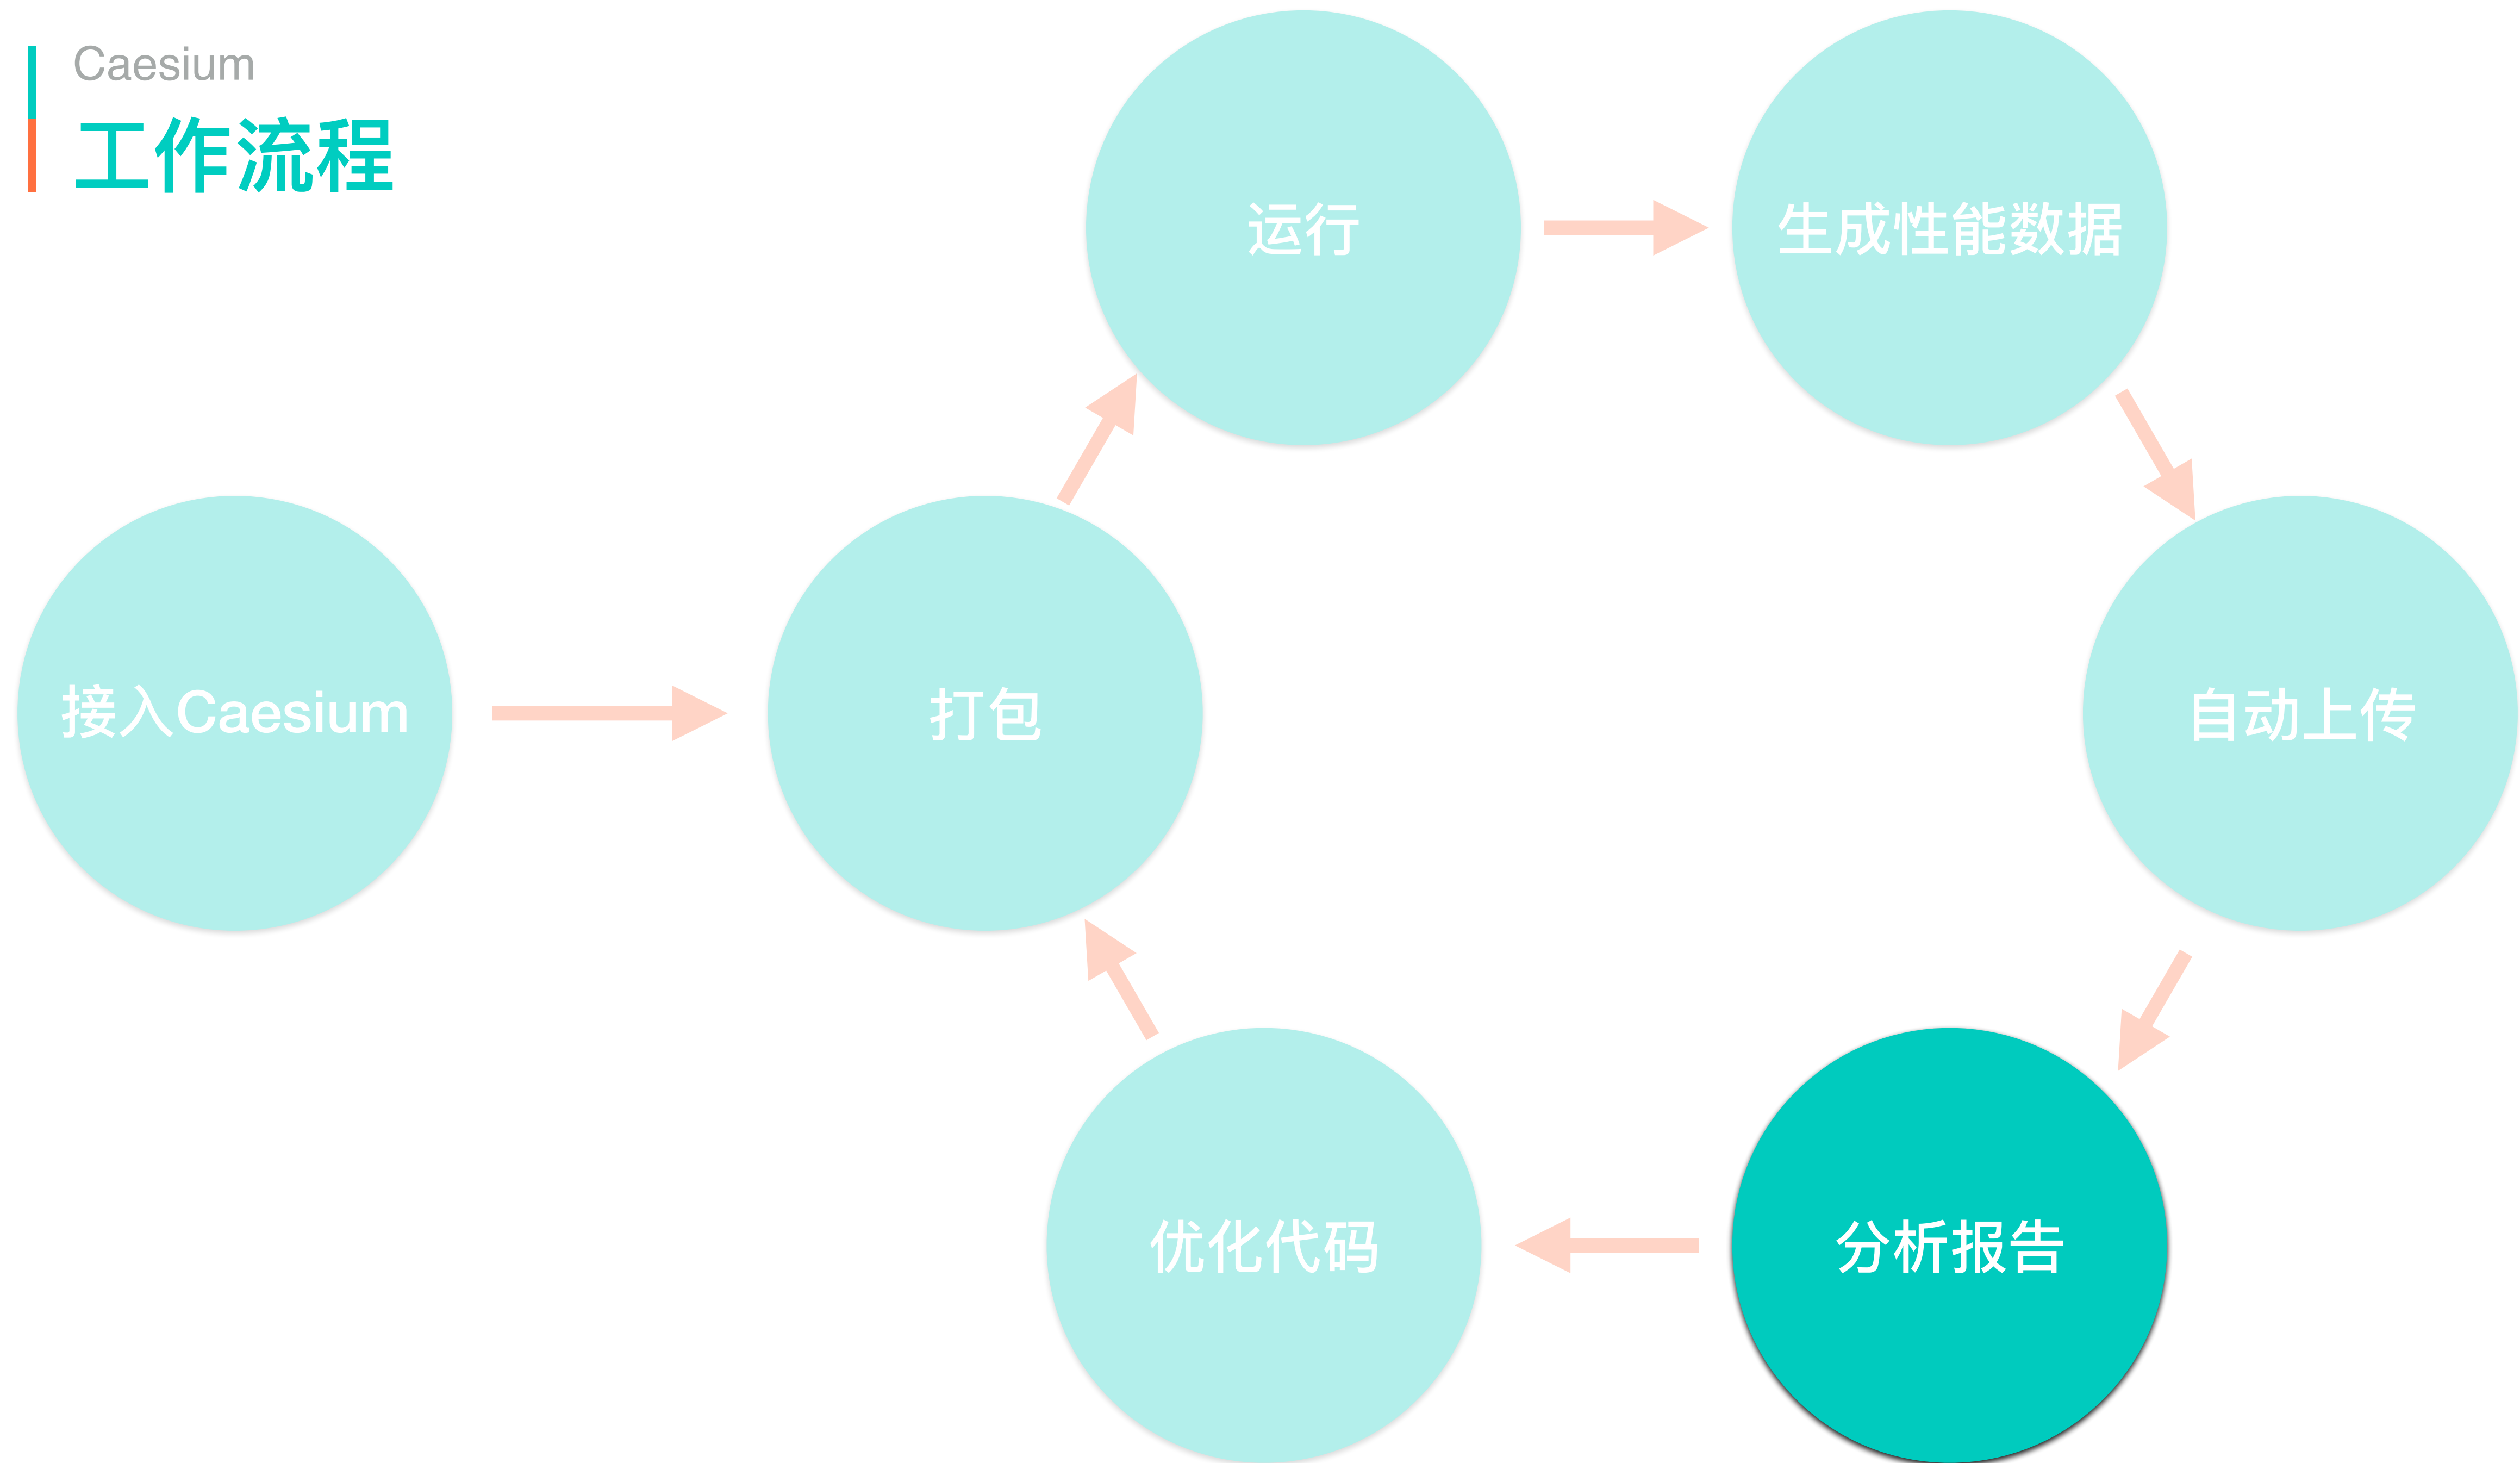 Caesium
工作流程
运行
生成性能数据
接入Caesium
打包
自动上传
优化代码
分析报告